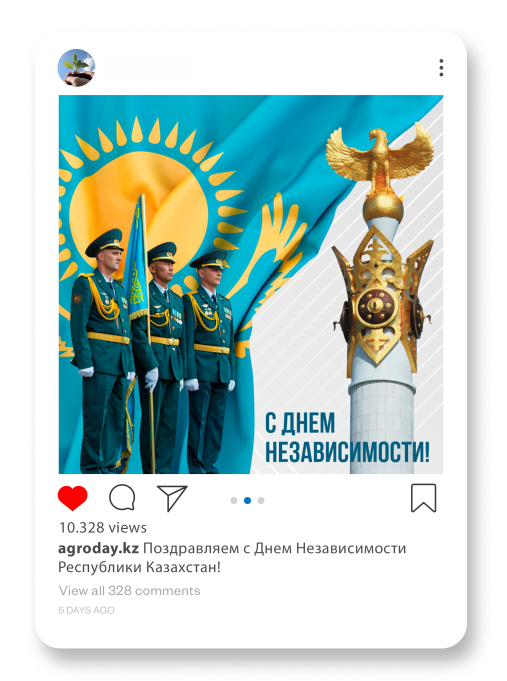 С ДНЕМ
НЕЗАВИСИМОСТИ!
10.328 views
agroday.kz Поздравляем с Днем Независимости
Республики Казахстан!
View all 328 comments
5 DAYS AGO